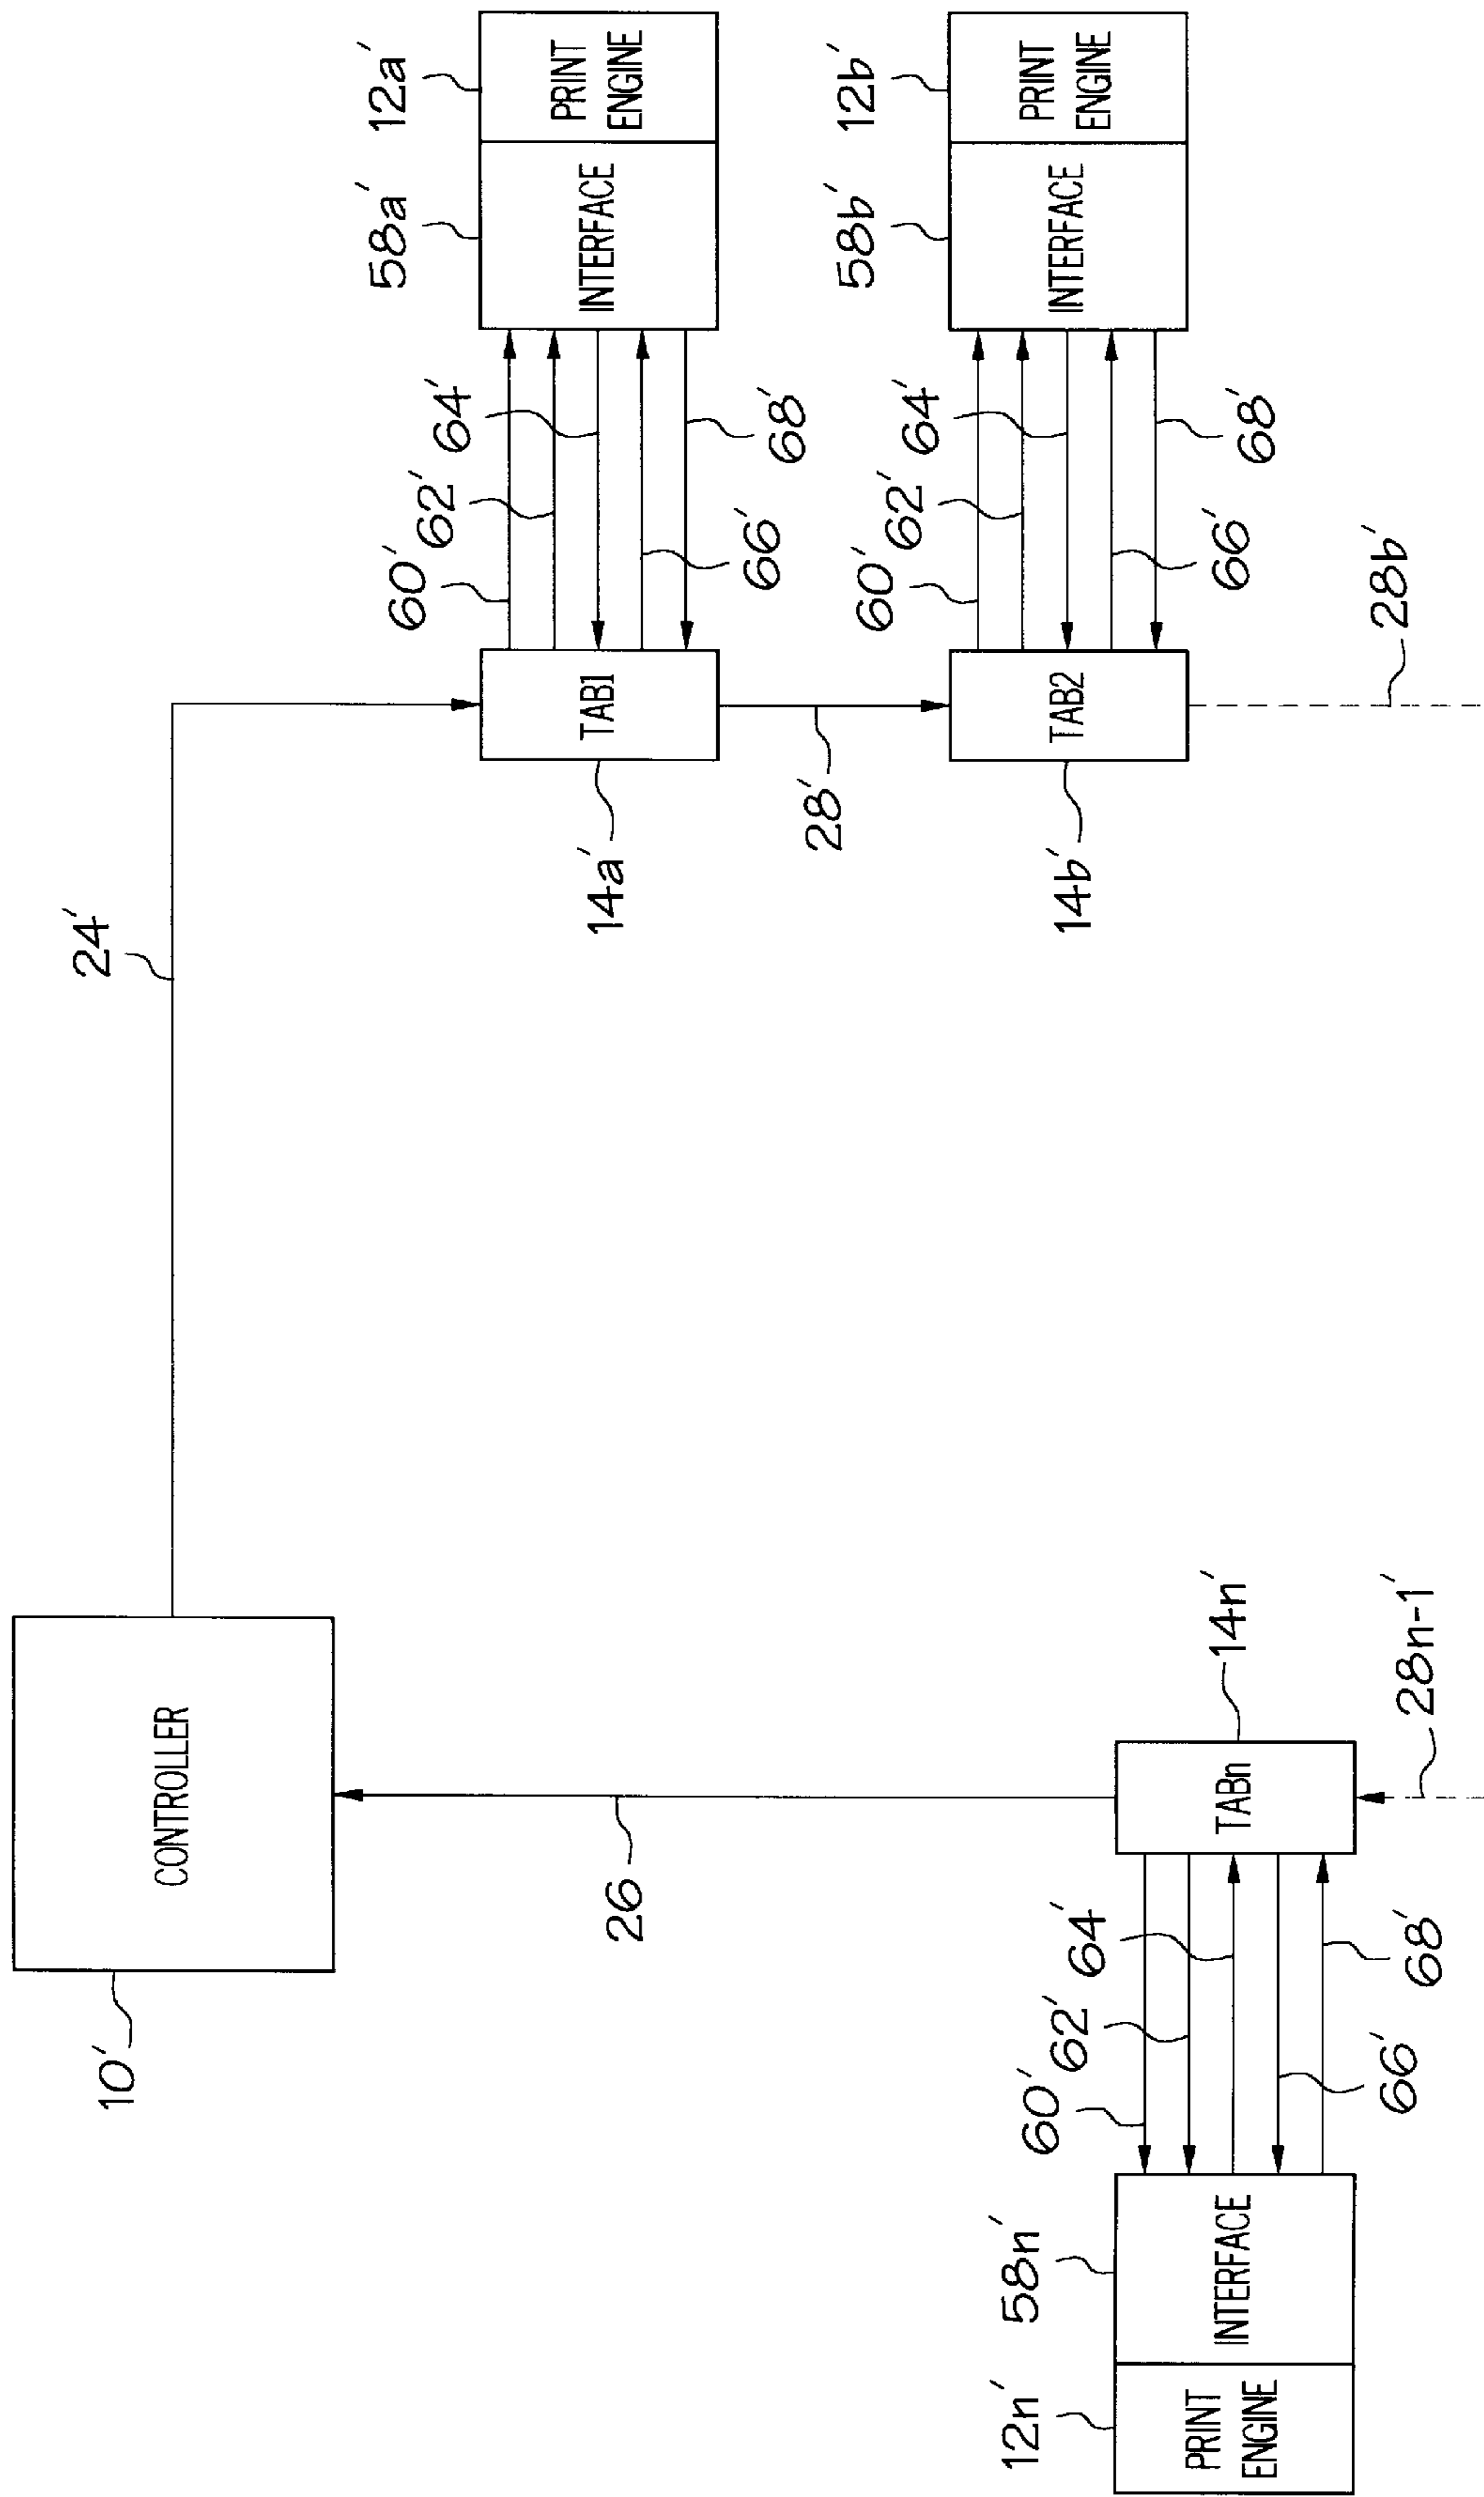 24′
CONTROLLER
10′
26
58a′
12a′
INTERFACE
PRINT
ENGINE
60′
62′
64′
66′
68′
TAB1
14a′
28′
58b′
12b′
INTERFACE
PRINT
ENGINE
60′
62′
64′
66′
68′
TAB2
14b′
28b′
12n′
58n′
PRINT
ENGINE
INTERFACE
60′
62′
64′
66′
68′
TABn
14n′
28n-1′